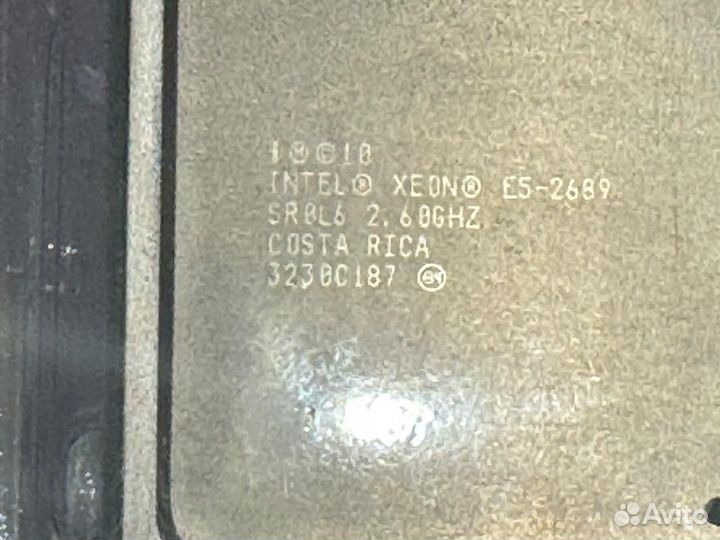 INTEL® XEON® E5-2689
SR0L6 2.60GHZ
COSTA RICA
3230C187
Avito